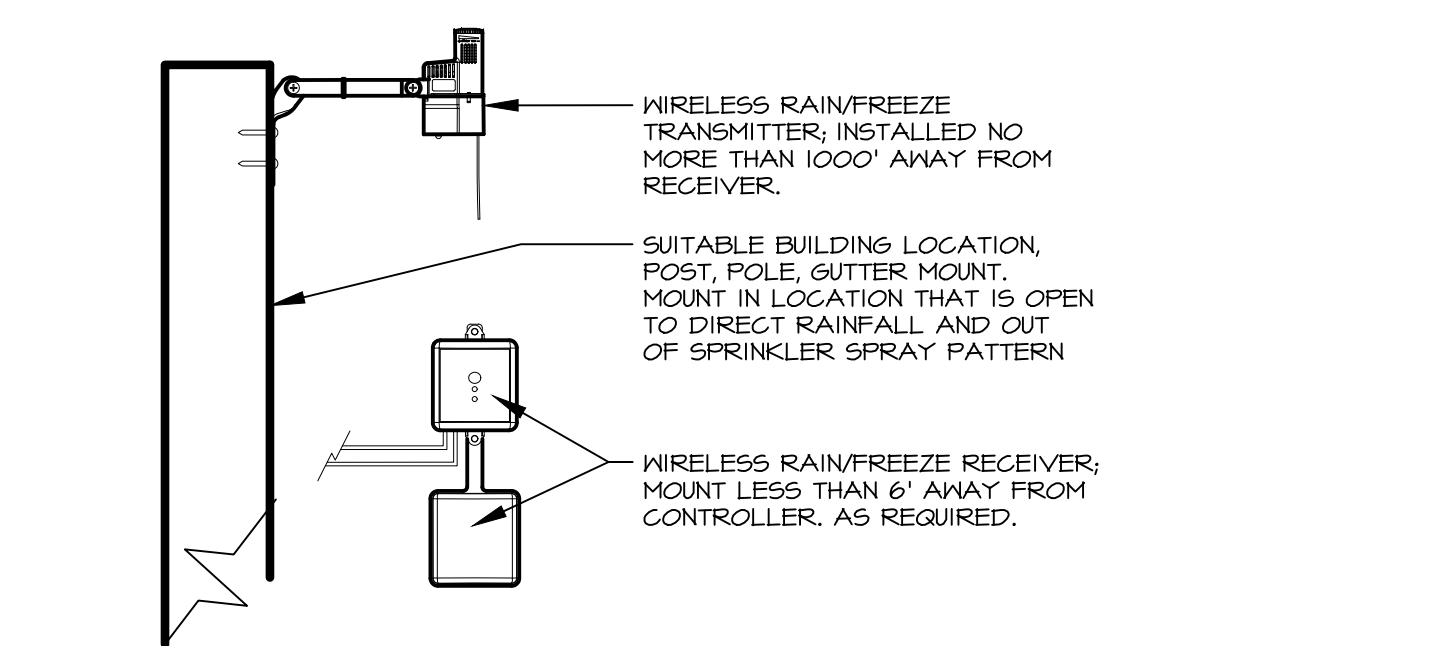 WIRELESS RAIN/FREEZE
TRANSMITTER; INSTALLED NO
MORE THAN 1000' AWAY FROM
RECEIVER.
SUITABLE BUILDING LOCATION,
POST, POLE, GUTTER MOUNT.
MOUNT IN LOCATION THAT IS OPEN
TO DIRECT RAINFALL AND OUT
OF SPRINKLER SPRAY PATTERN
WIRELESS RAIN/FREEZE RECEIVER;
MOUNT LESS THAN 6' AWAY FROM
CONTROLLER. AS REQUIRED.